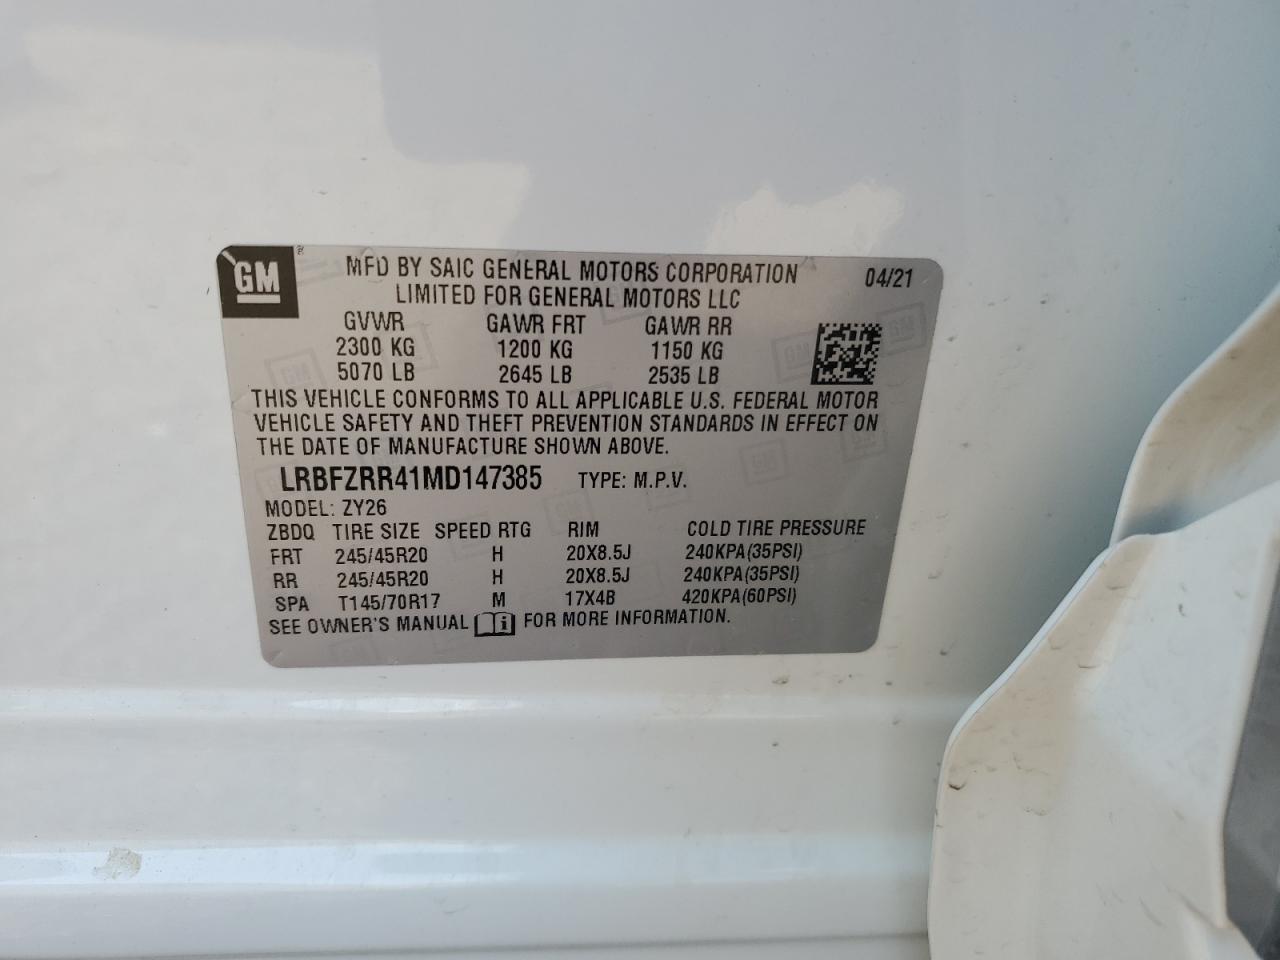 GM ®
MFD BY SAIC GENERAL MOTORS CORPORATION 04/21
LIMITED FOR GENERAL MOTORS LLC
GVWR GAWR FRT GAWR RR
2300 KG 1200 KG 1150 KG
5070 LB 2645 LB 2535 LB
THIS VEHICLE CONFORMS TO ALL APPLICABLE U.S. FEDERAL MOTOR
VEHICLE SAFETY AND THEFT PREVENTION STANDARDS IN EFFECT ON
THE DATE OF MANUFACTURE SHOWN ABOVE.
LRBFZRR41MD147385 TYPE: M.P.V.
MODEL: ZY26
ZBDQ TIRE SIZE SPEED RTG RIM COLD TIRE PRESSURE
FRT 245/45R20 H 20X8.5J 240KPA(35PSI)
RR 245/45R20 H 20X8.5J 240KPA(35PSI)
SPA T145/70R17 M 17X4B 420KPA(60PSI)
SEE OWNER'S MANUAL i FOR MORE INFORMATION.